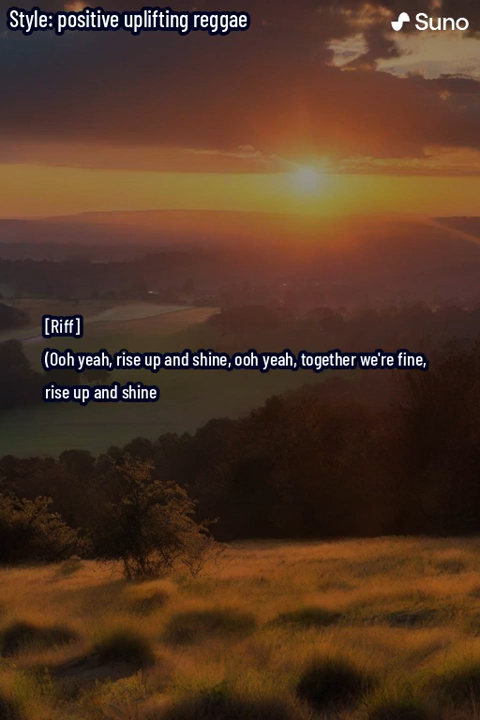 Style: positive uplifting reggae
Suno
[Riff]
(Ooh yeah, rise up and shine, ooh yeah, together we're fine,
rise up and shine